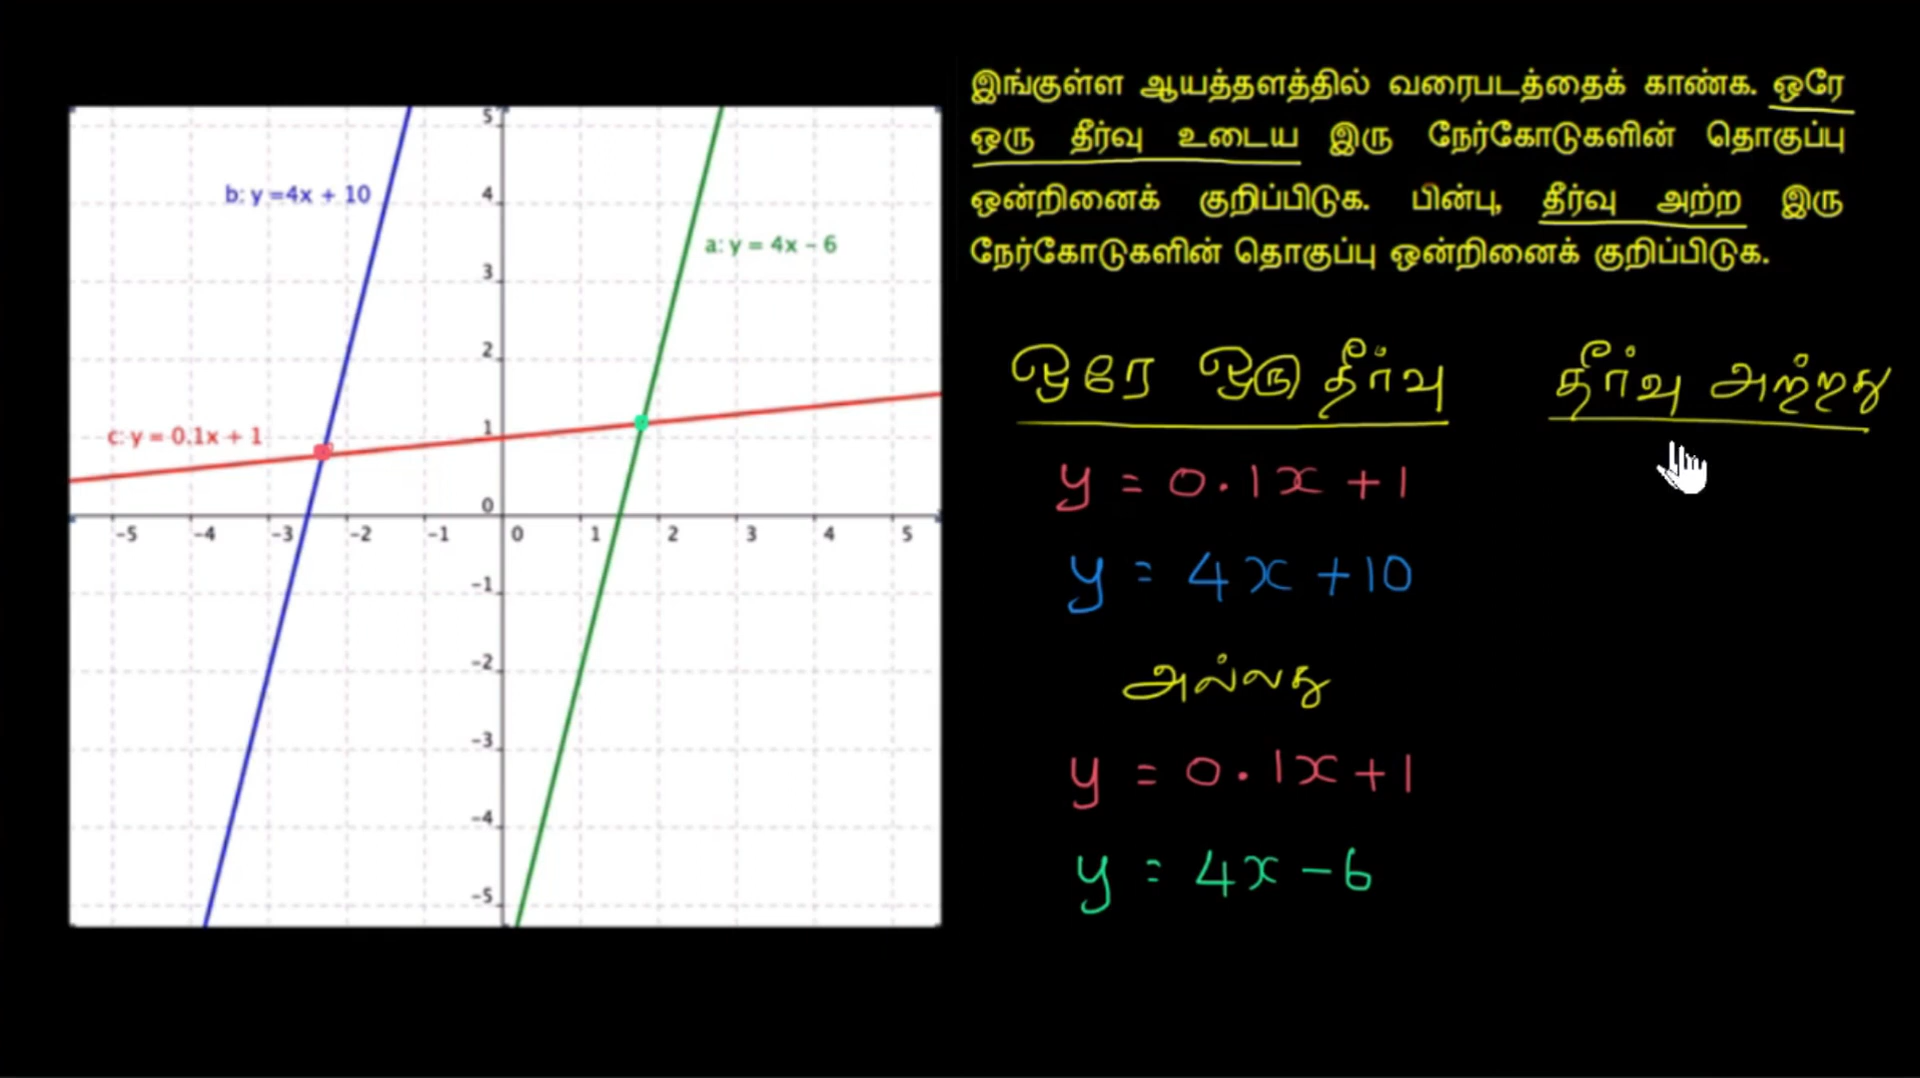 இங்குள்ள ஆயத்தளத்தில் வரைபடத்தைக் காண்க. ஒரே
ஒரு தீர்வு உடைய இரு நேர்கோடுகளின் தொகுப்பு
ஒன்றினைக் குறிப்பிடுக. பின்பு, தீர்வு அற்ற இரு
நேர்கோடுகளின் தொகுப்பு ஒன்றினைக் குறிப்பிடுக.
b: y =4x + 10
a: y = 4x – 6
c: y = 0.1x + 1
5
4
3
2
1
0
-5 -4 -3 -2 -1 0 1 2 3 4 5
-1
-2
-3
-4
-5
ஒரே ஒரு தீர்வு
y = 0.1x + 1
y = 4x + 10
அல்லது
y = 0.1x + 1
y = 4x - 6
தீர்வு அற்றது